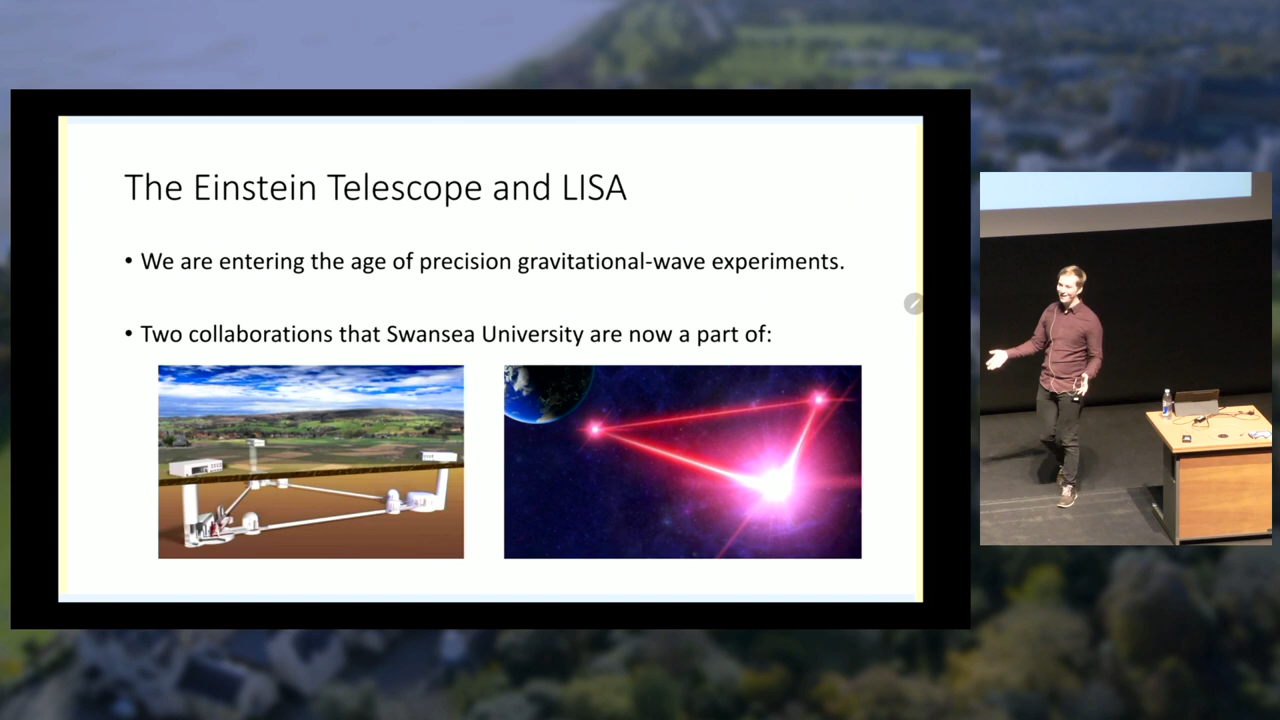 The Einstein Telescope and LISA
• We are entering the age of precision gravitational-wave experiments.
• Two collaborations that Swansea University are now a part of: